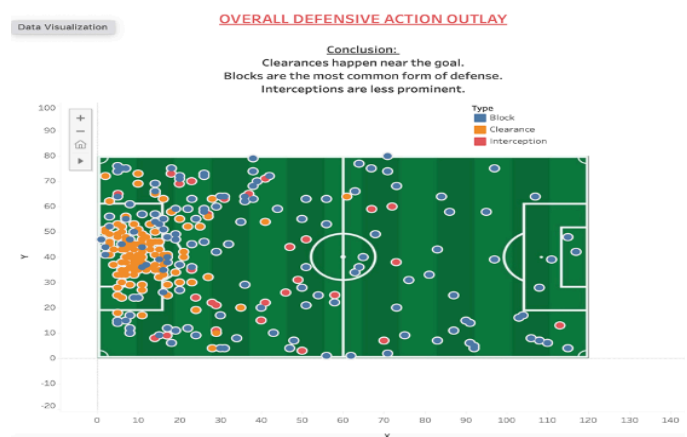 Data Visualization
OVERALL DEFENSIVE ACTION OUTLAY
Conclusion:
Clearances happen near the goal.
Blocks are the most common form of defense.
Interceptions are less prominent.
Type
Block
Clearance
Interception
100
90
80
70
60
50
40
30
20
10
0
-10
-20
Y
0 10 20 30 40 50 60 70 80 90 100 110 120 130 140
X